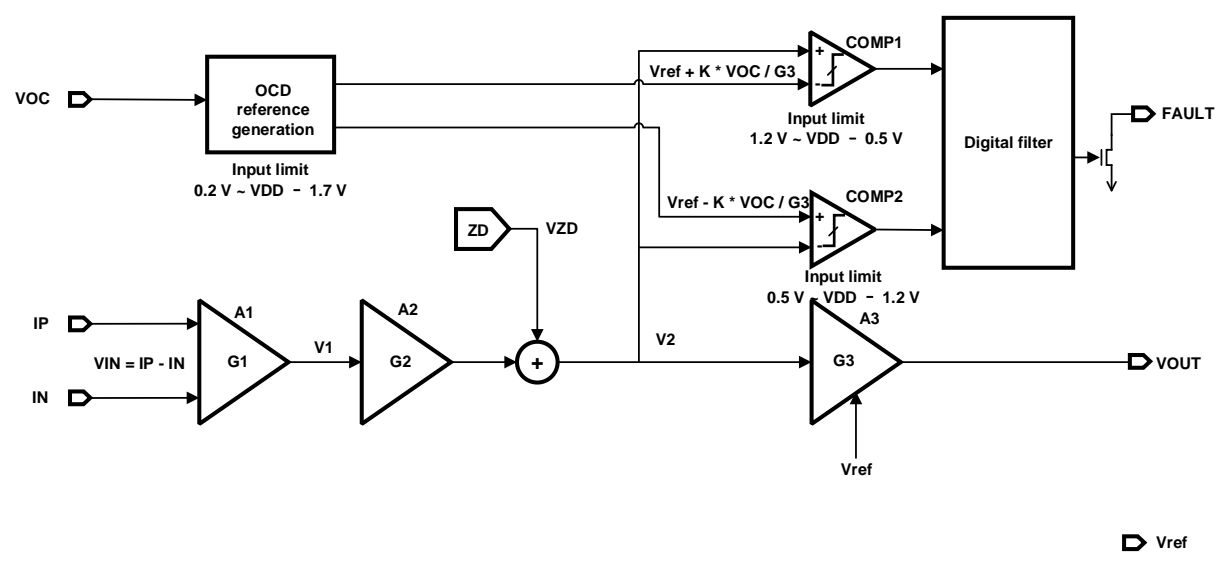 VOC
OCD
reference
generation
Input limit
0.2 V ~ VDD − 1.7 V
Vref + K * VOC / G3
+
-
COMP1
Input limit
1.2 V ~ VDD − 0.5 V
Digital filter
FAULT
Vref - K * VOC / G3
+
-
COMP2
Input limit
0.5 V ~ VDD − 1.2 V
ZD
VZD
IP
VIN = IP - IN
IN
A1
G1
V1
A2
G2
+
V2
A3
G3
VOUT
Vref
Vref